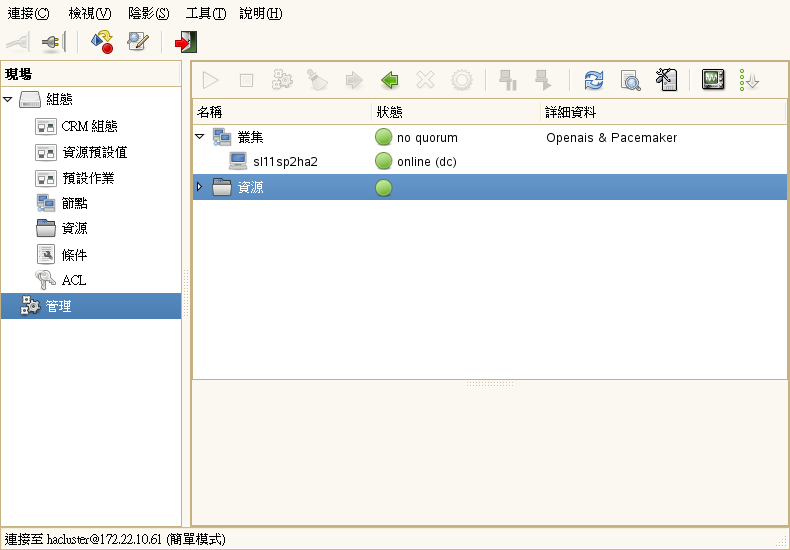 連接(C) 檢視(V) 陰影(S) 工具(T) 說明(H)
現場
組態
CRM 組態
資源預設值
預設作業
節點
資源
條件
ACL
管理
名稱 狀態 詳細資料
叢集 no quorum Openais & Pacemaker
sl11sp2ha2 online (dc)
資源
連接至 hacluster@172.22.10.61 (簡單模式)